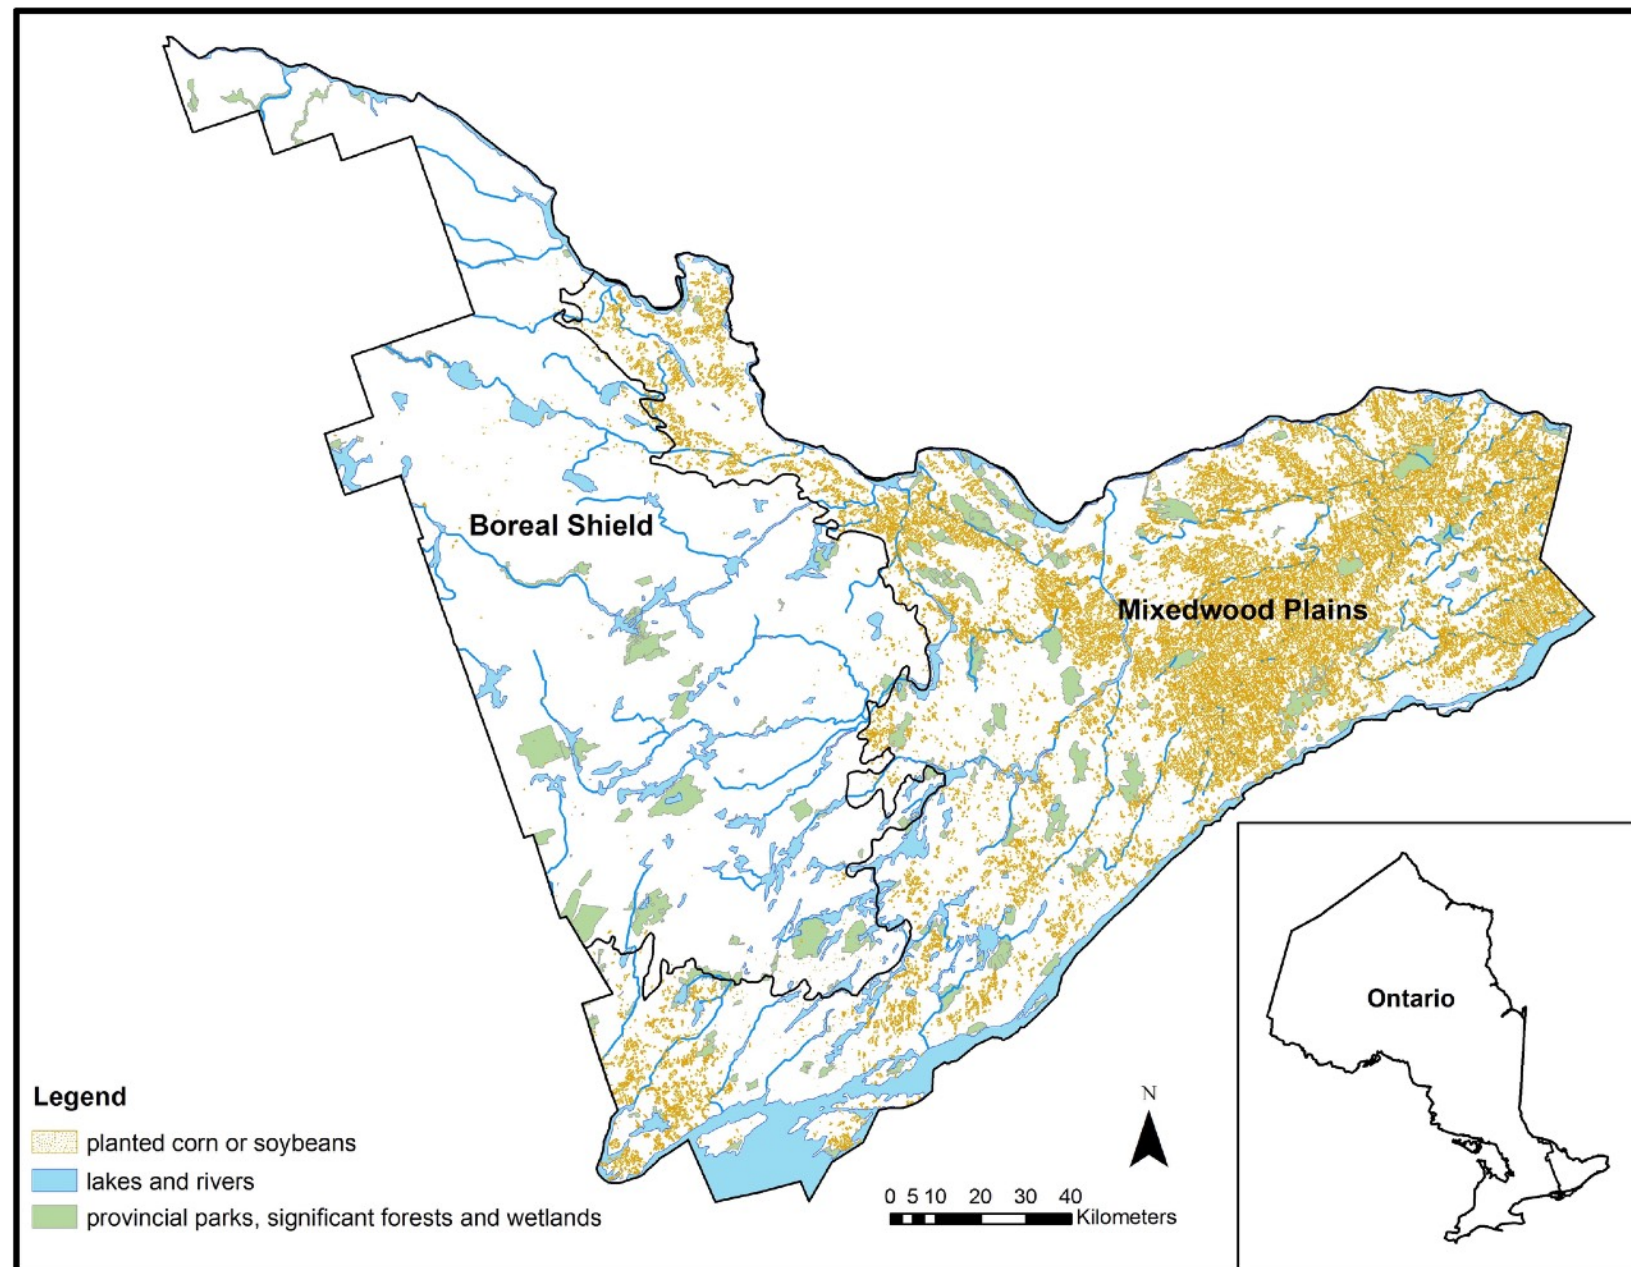 Boreal Shield
Mixedwood Plains
Ontario
Legend
planted corn or soybeans
lakes and rivers
provincial parks, significant forests and wetlands
N
0 5 10 20 30 40
Kilometers